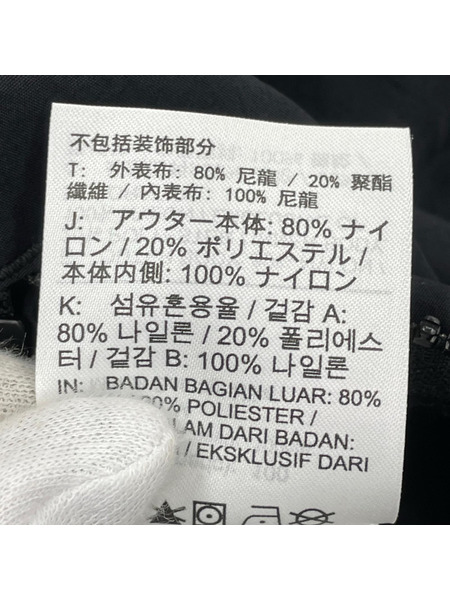 不包括装饰部分
T: 外表布: 80% 尼龍 / 20% 聚酯
纖維 / 內表布: 100% 尼龍
J: アウター本体: 80% ナイ
ロン / 20% ポリエステル /
本体内側: 100% ナイロン
K: 섬유혼용율 / 겉감 A:
80% 나일론 / 20% 폴리에스
터 / 겉감 B: 100% 나일론
IN: BADAN BAGIAN LUAR: 80%
POLIESTER /
DARI BADAN:
/ EKSKLUSIF DARI